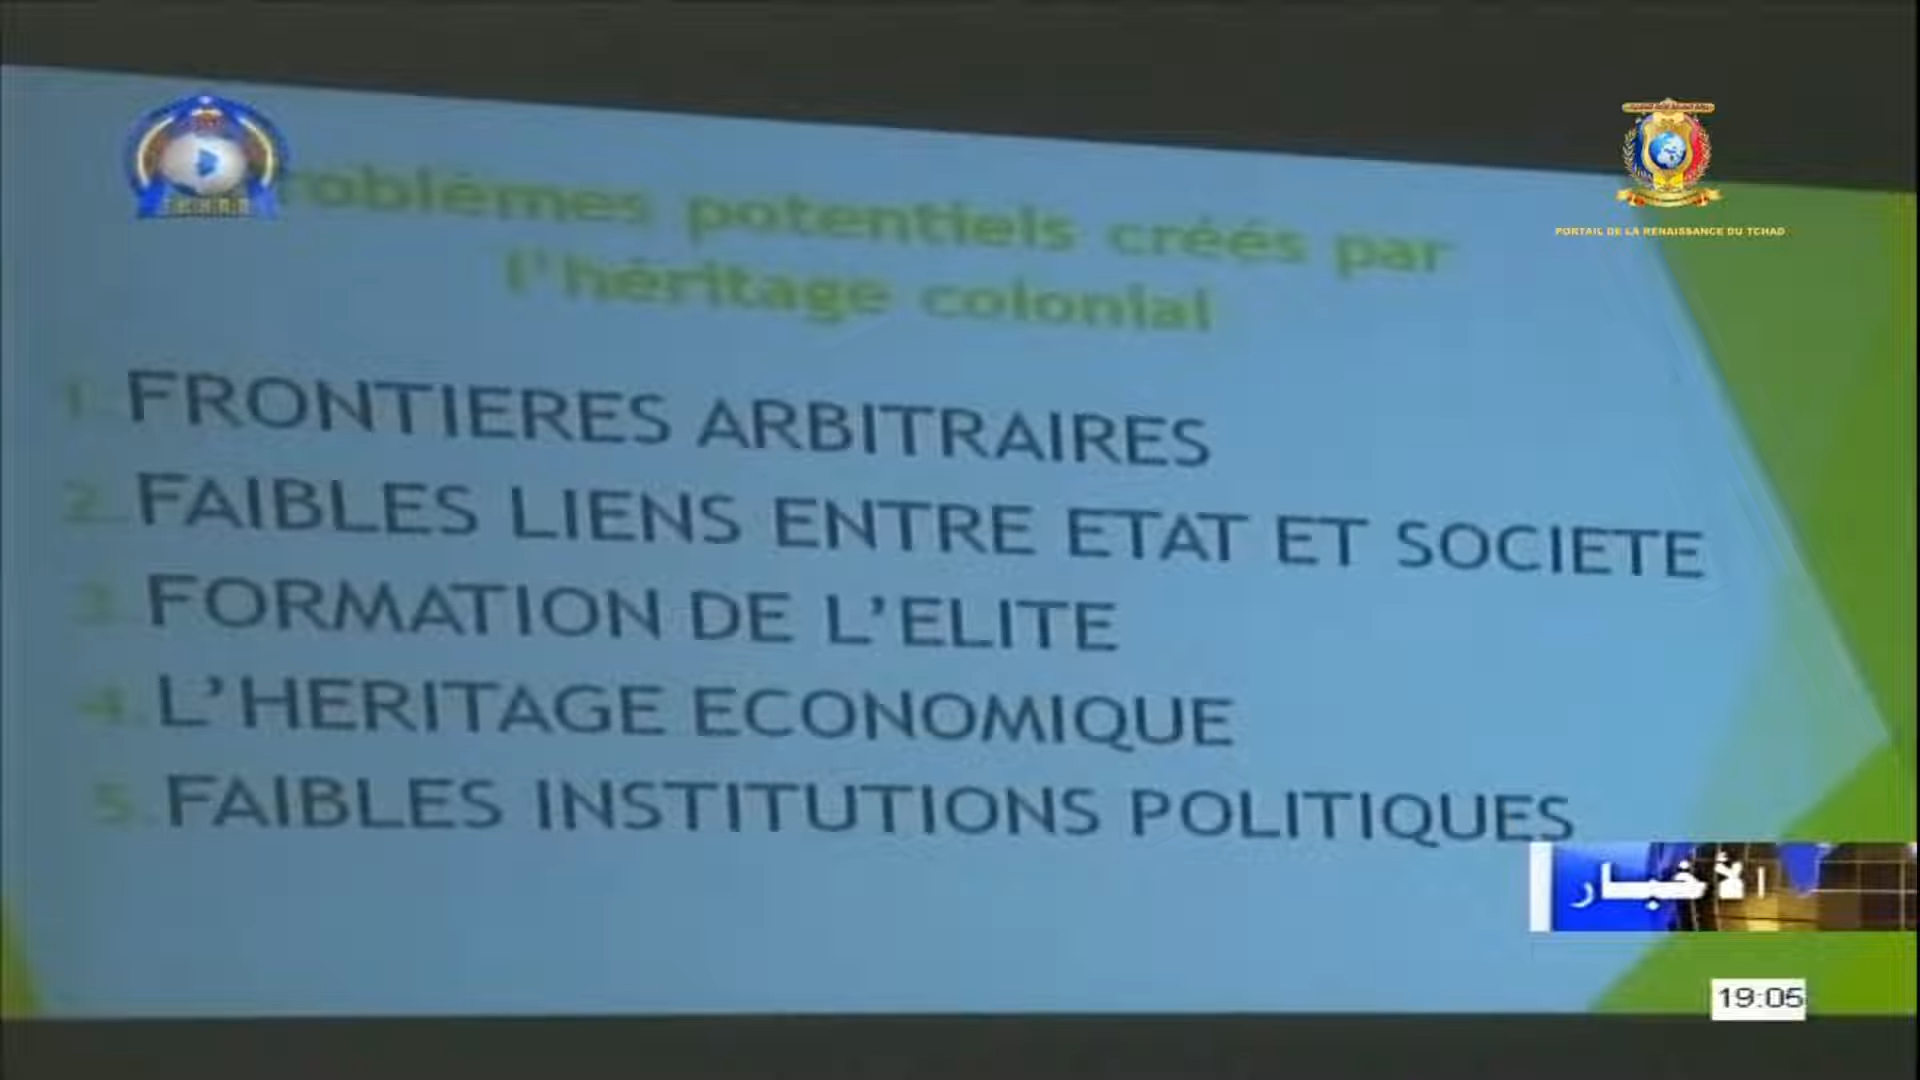 PORTAIL DE LA RENAISSANCE DU TCHAD
Problèmes potentiels créés par
l'héritage colonial
1. FRONTIERES ARBITRAIRES
2. FAIBLES LIENS ENTRE ETAT ET SOCIETE
3. FORMATION DE L'ELITE
4. L'HERITAGE ECONOMIQUE
5. FAIBLES INSTITUTIONS POLITIQUES
الأخبار
19:05